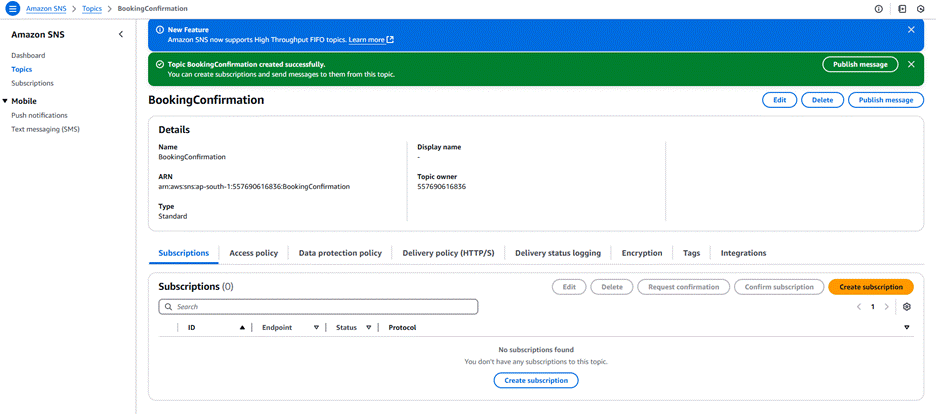 Amazon SNS > Topics > BookingConfirmation
Amazon SNS
Dashboard
Topics
Subscriptions
Mobile
Push notifications
Text messaging (SMS)
New Feature
Amazon SNS now supports High Throughput FIFO topics. Learn more
Topic BookingConfirmation created successfully.
You can create subscriptions and send messages to them from this topic.
Publish message
BookingConfirmation
Edit Delete Publish message
Details
Name
BookingConfirmation
ARN
arn:aws:sns:ap-south-1:557690616836:BookingConfirmation
Type
Standard
Display name
-
Topic owner
557690616836
Subscriptions Access policy Data protection policy Delivery policy (HTTP/S) Delivery status logging Encryption Tags Integrations
Subscriptions (0)
Edit Delete Request confirmation Confirm subscription Create subscription
Search
1
ID Endpoint Status Protocol
No subscriptions found
You don't have any subscriptions to this topic.
Create subscription